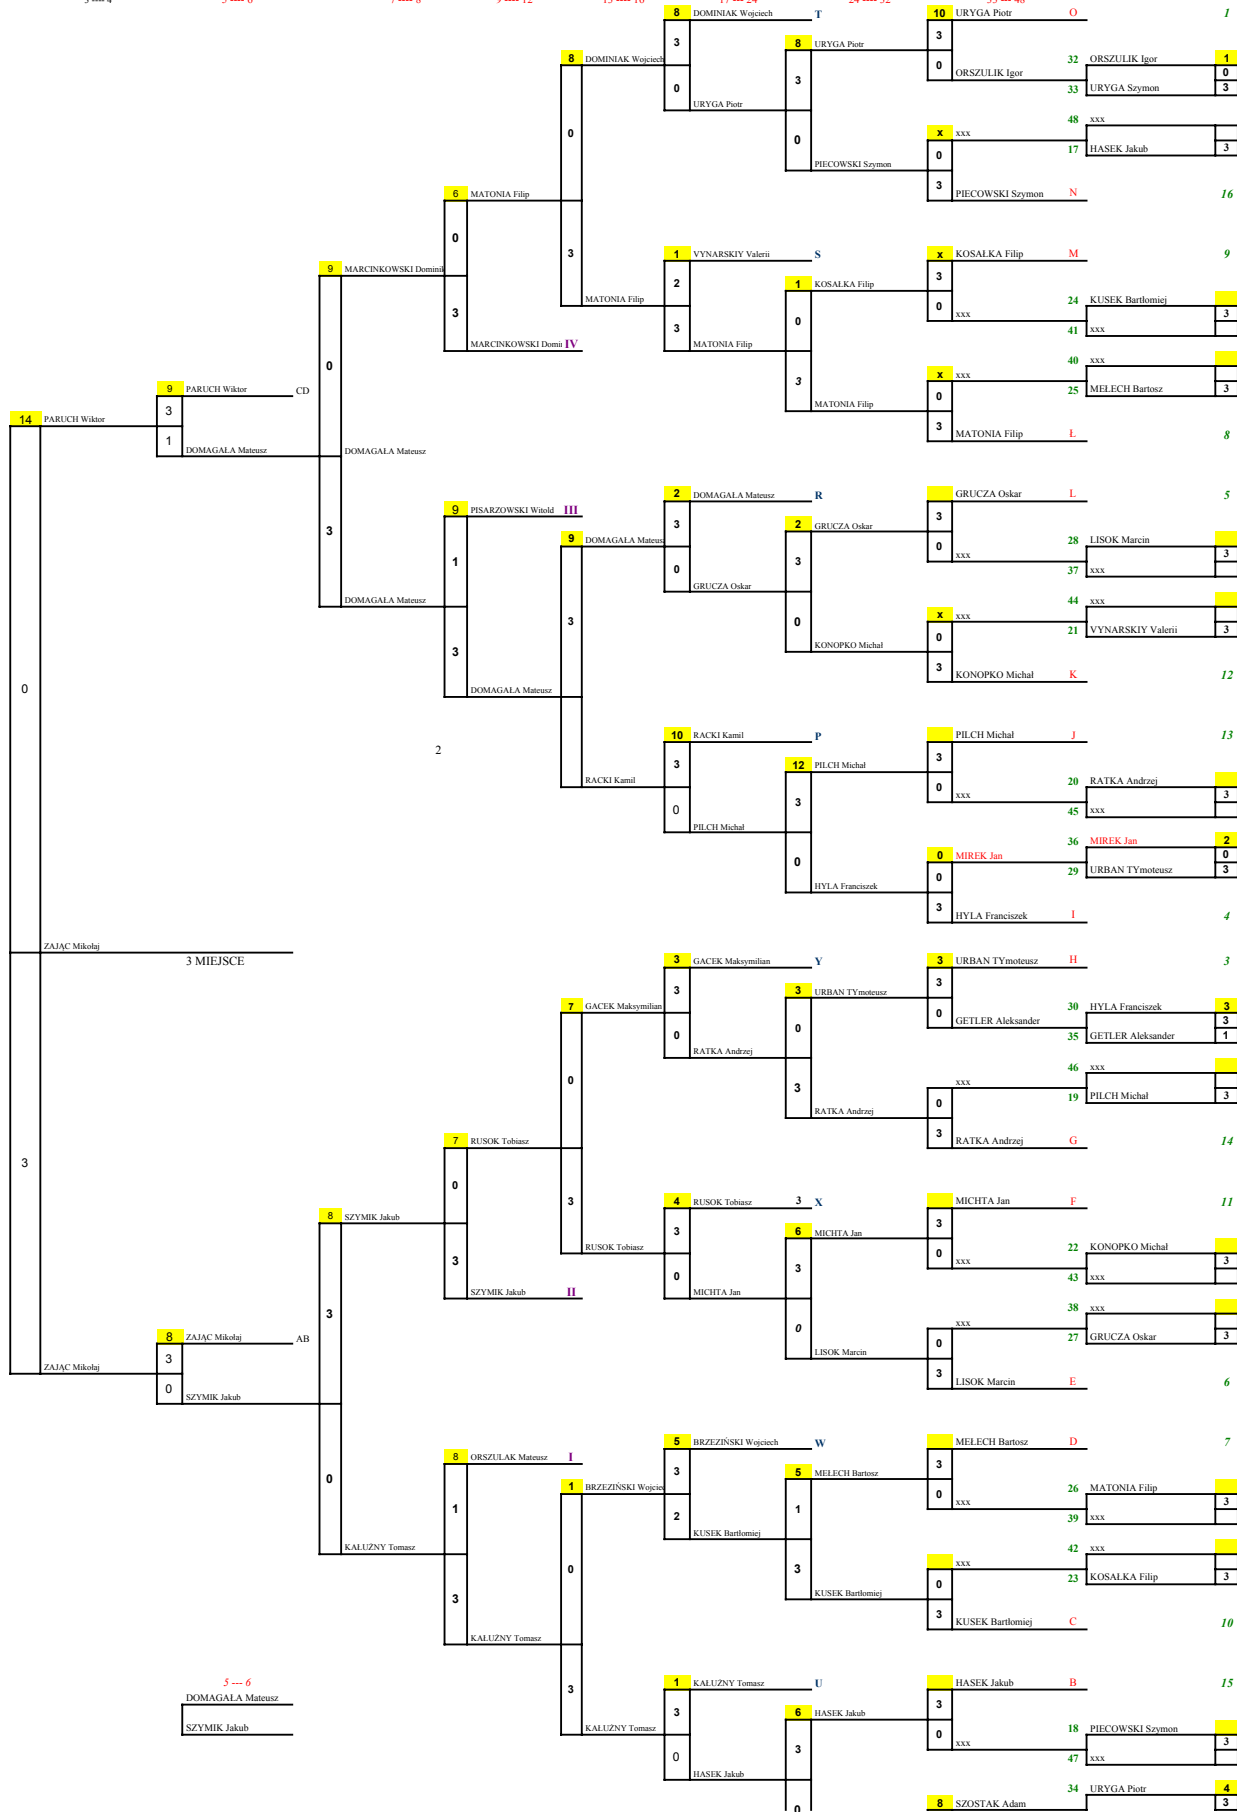 3 --- 4 5 --- 6 7 --- 8 9 --- 12 13 --- 16 17 --- 24 24 --- 32 33 --- 48
8 DOMINIAK Wojciech T 10 URYGA Piotr O 1
3 8 URYGA Piotr 3
8 DOMINIAK Wojciech 32 ORSZULIK Igor 1
0 3 0 ORSZULIK Igor 0
33 URYGA Szymon 3
URYGA Piotr
48 xxx
0 0 x xxx
17 HASEK Jakub 3
0
PIECOWSKI Szymon 3
6 MATONIA Filip PIECOWSKI Szymon N 16
0
3 1 VYNARSKIY Valerii S x KOSAŁKA Filip M 9
9 MARCINKOWSKI Dominik
2 1 KOSAŁKA Filip 3
24 KUSEK Bartłomiej
MATONIA Filip 0 xxx 3
3 3 0 41 xxx
MARCINKOWSKI Domi IV MATONIA Filip
40 xxx
0
x xxx
9 PARUCH Wiktor CD 3 0 25 MEŁECH Bartosz 3
MATONIA Filip
3
14 PARUCH Wiktor
MATONIA Filip Ł 8
1 DOMAGAŁA Mateusz DOMAGAŁA Mateusz
2 DOMAGAŁA Mateusz R GRUCZA Oskar L 5
9 PISARZOWSKI Witold III
3 2 GRUCZA Oskar 3
3 9 DOMAGAŁA Mateus 28 LISOK Marcin
0 xxx 3
1 0 3 37 xxx
GRUCZA Oskar
DOMAGAŁA Mateusz 44 xxx
3 0 x xxx
0 21 VYNARSKIY Valerii 3
3 KONOPKO Michał
3 KONOPKO Michał K 12
0 DOMAGAŁA Mateusz
10 RACKI Kamil P PILCH Michał J 13
2
3 12 PILCH Michał 3
RACKI Kamil 20 RATKA Andrzej
0 xxx 3
0 3 45 xxx
PILCH Michał
36 MIREK Jan 2
0 0 MIREK Jan 0
0 29 URBAN TYmoteusz 3
HYLA Franciszek
3 HYLA Franciszek I 4
ZAJĄC Mikołaj
3 MIEJSCE
3 GACEK Maksymilian Y 3 URBAN TYmoteusz H 3
3 3 URBAN TYmoteusz 3
7 GACEK Maksymilian 30 HYLA Franciszek 3
0 GETLER Aleksander 3
0 0 35 GETLER Aleksander 1
RATKA Andrzej
46 xxx
0 3 xxx
0 19 PILCH Michał 3
RATKA Andrzej
3
7 RUSOK Tobiasz RATKA Andrzej G 14
3
0
4 RUSOK Tobiasz 3 X MICHTA Jan F 11
3
8 SZYMIK Jakub 3 6 MICHTA Jan 3
RUSOK Tobiasz 22 KONOPKO Michał
3 0 3 0 xxx 3
43 xxx
SZYMIK Jakub II MICHTA Jan
38 xxx
3 0 xxx
8 ZAJĄC Mikołaj AB 0 27 GRUCZA Oskar 3
LISOK Marcin
3
ZAJĄC Mikołaj 3
0 LISOK Marcin E 6
SZYMIK Jakub
5 BRZEZIŃSKI Wojciech W MEŁECH Bartosz D 7
8 ORSZULAK Mateusz I
0 3 5 MEŁECH Bartosz 3
1 BRZEZIŃSKI Wojciec 26 MATONIA Filip
1 2 1 0 xxx 3
39 xxx
KUSEK Bartłomiej
KAŁUŻNY Tomasz 42 xxx
0 3 xxx
0 23 KOSAŁKA Filip 3
3 KUSEK Bartłomiej
3 KUSEK Bartłomiej C 10
KAŁUŻNY Tomasz
5 --- 6 3 1 KAŁUŻNY Tomasz U HASEK Jakub B 15
DOMAGAŁA Mateusz
3 6 HASEK Jakub 3
SZYMIK Jakub KAŁUŻNY Tomasz 18 PIECOWSKI Szymon
0 3 0 xxx 3
47 xxx
HASEK Jakub
34 URYGA Piotr 4
0 8 SZOSTAK Adam 3